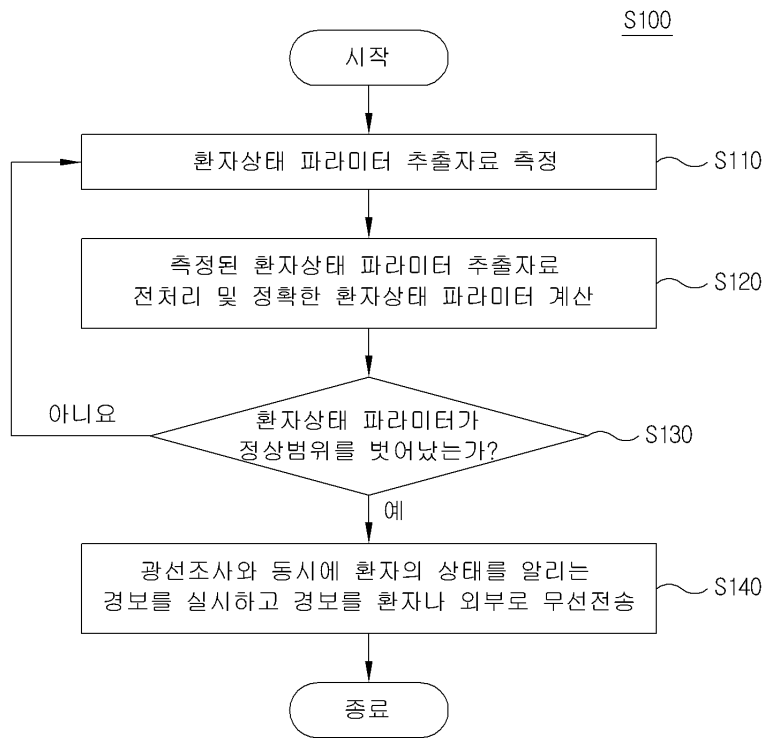 S100
시작
환자상태 파라미터 추출자료 측정
S110
측정된 환자상태 파라미터 추출자료
전처리 및 정확한 환자상태 파라미터 계산
S120
아니요
환자상태 파라미터가
정상범위를 벗어났는가?
S130
예
광선조사와 동시에 환자의 상태를 알리는
경보를 실시하고 경보를 환자나 외부로 무선전송
S140
종료